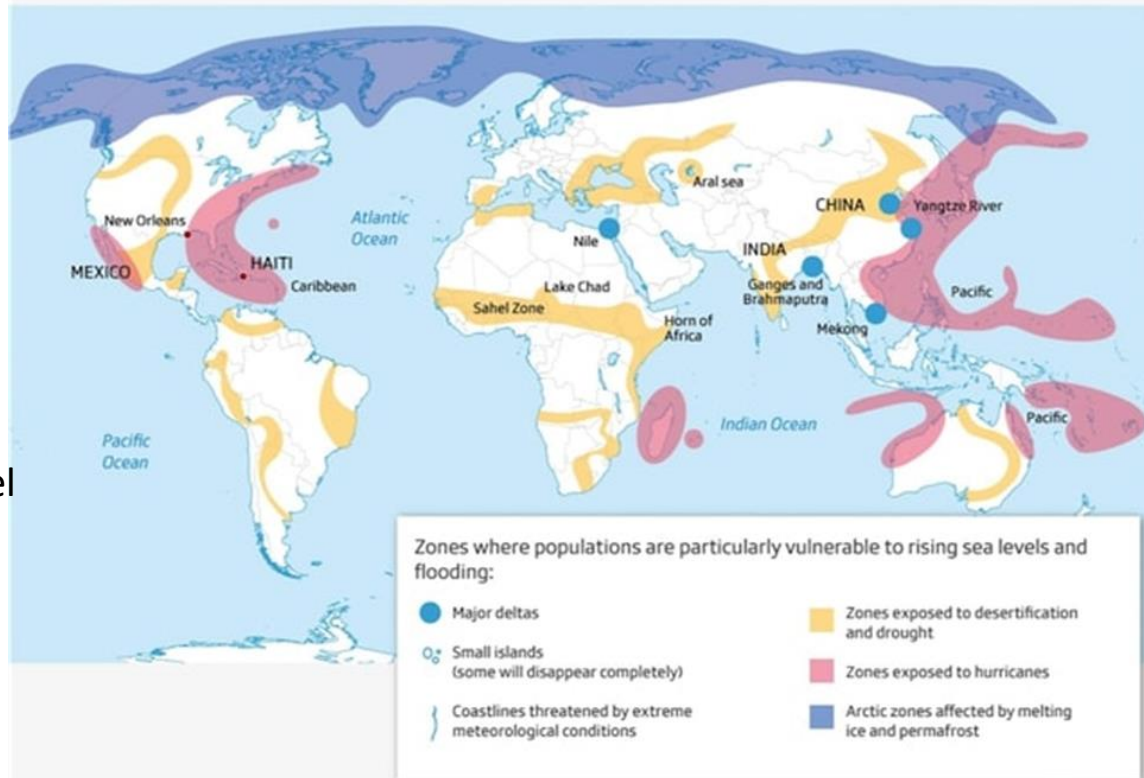 Aral sea
CHINA
Yangtze River
New Orleans
Atlantic
Ocean
Nile
INDIA
MEXICO
HAITI
Caribbean
Lake Chad
Ganges and
Brahmaputra
Pacific
Sahel Zone
Horn of
Africa
Mekong
Indian Ocean
Pacific
Pacific
Ocean
el
Zones where populations are particularly vulnerable to rising sea levels and
flooding:
Major deltas
Small islands
(some will disappear completely)
Coastlines threatened by extreme
meteorological conditions
Zones exposed to desertification
and drought
Zones exposed to hurricanes
Arctic zones affected by melting
ice and permafrost